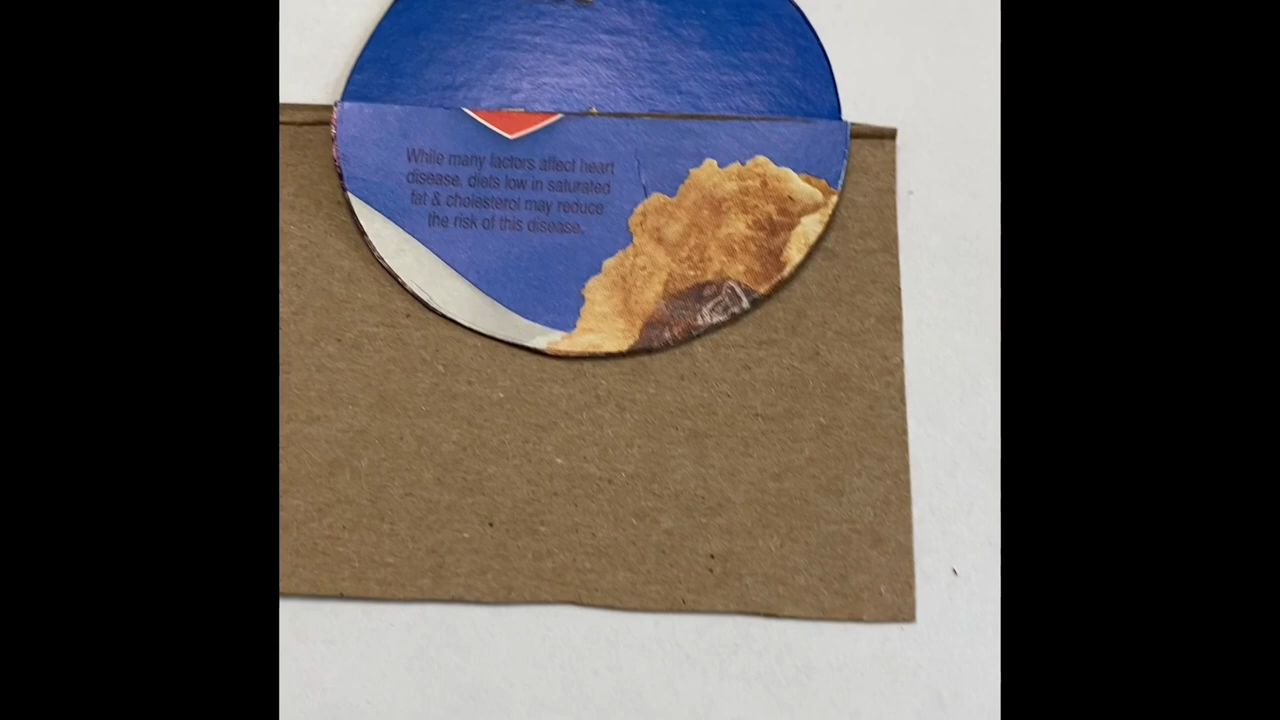 While many factors affect heart
disease, diets low in saturated
fat & cholesterol may reduce
the risk of this disease.